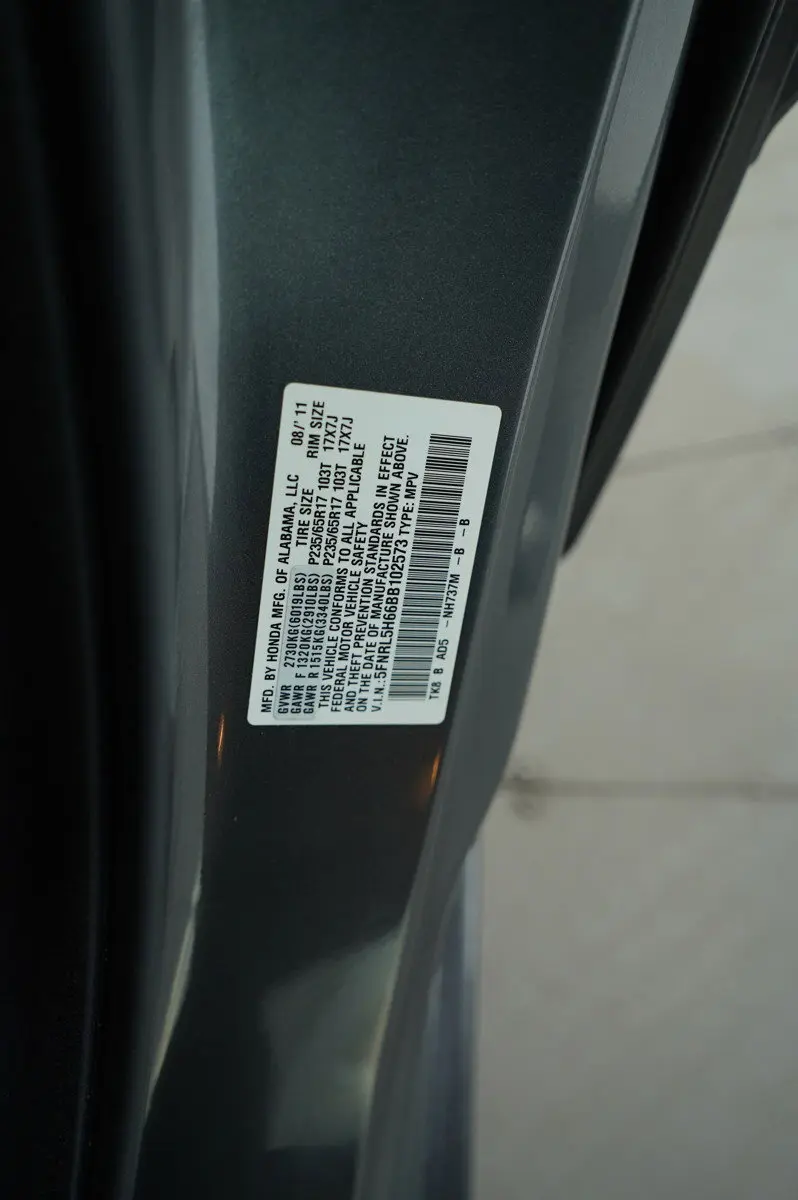 MFD. BY HONDA MFG. OF ALABAMA, LLC 08/'11
GVWR 2730KG(6019LBS) TIRE SIZE RIM SIZE
GAWR F 1320KG(2910LBS) P235/65R17 103T 17X7J
GAWR R 1515KG(3340LBS) P235/65R17 103T 17X7J
THIS VEHICLE CONFORMS TO ALL APPLICABLE
FEDERAL MOTOR VEHICLE SAFETY
AND THEFT PREVENTION STANDARDS IN EFFECT
ON THE DATE OF MANUFACTURE SHOWN ABOVE.
V.I.N.:5FNRL5H66BB102573 TYPE: MPV
TK8 B AD5 -NH737M -B -B